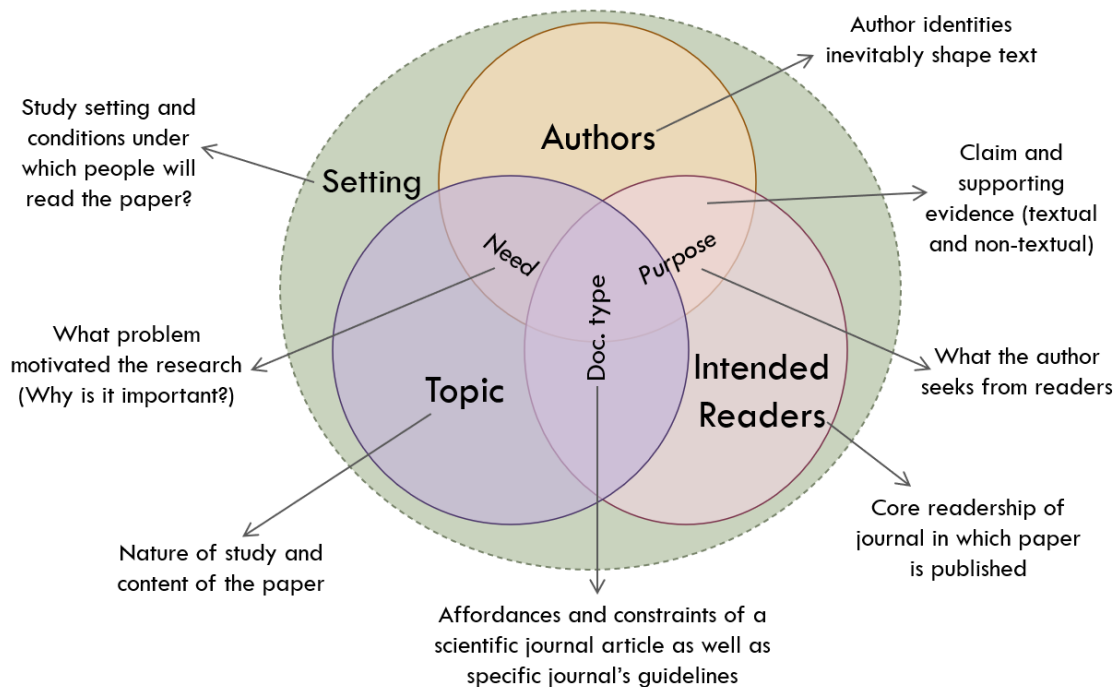 Author identities
inevitably shape text
Study setting and
conditions under
which people will
read the paper?
Authors
Setting
Claim and
supporting
evidence (textual
and non-textual)
Need
Purpose
Doc. type
What problem
motivated the research
(Why is it important?)
Topic
Intended
Readers
What the author
seeks from readers
Core readership of
journal in which paper
is published
Nature of study and
content of the paper
Affordances and constraints of a
scientific journal article as well as
specific journal's guidelines